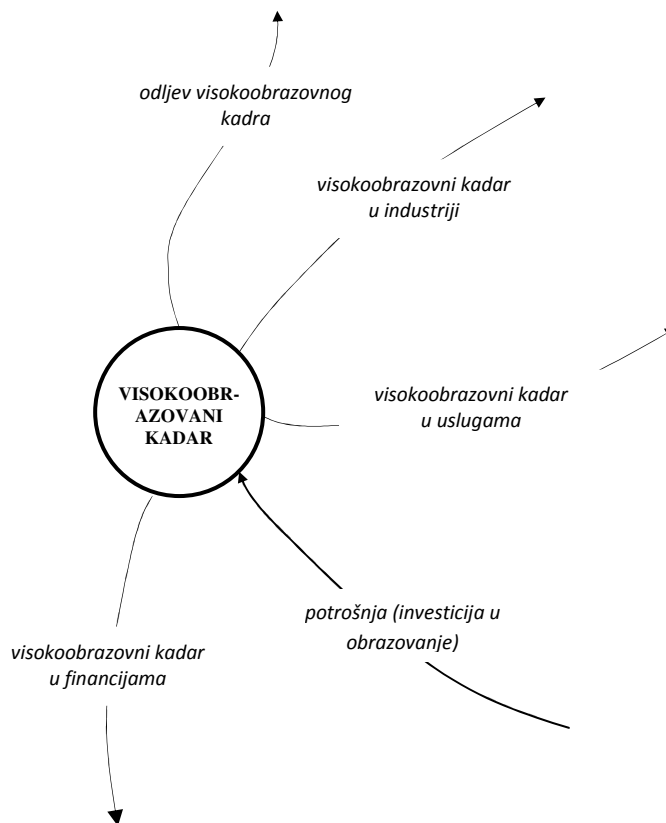 odljev visokoobrazovnog
kadra
visokoobrazovni kadar
u industriji
VISOKOOBR-
AZOVANI
KADAR
visokoobrazovni kadar
u uslugama
potrošnja (investicija u
obrazovanje)
visokoobrazovni kadar
u financijama